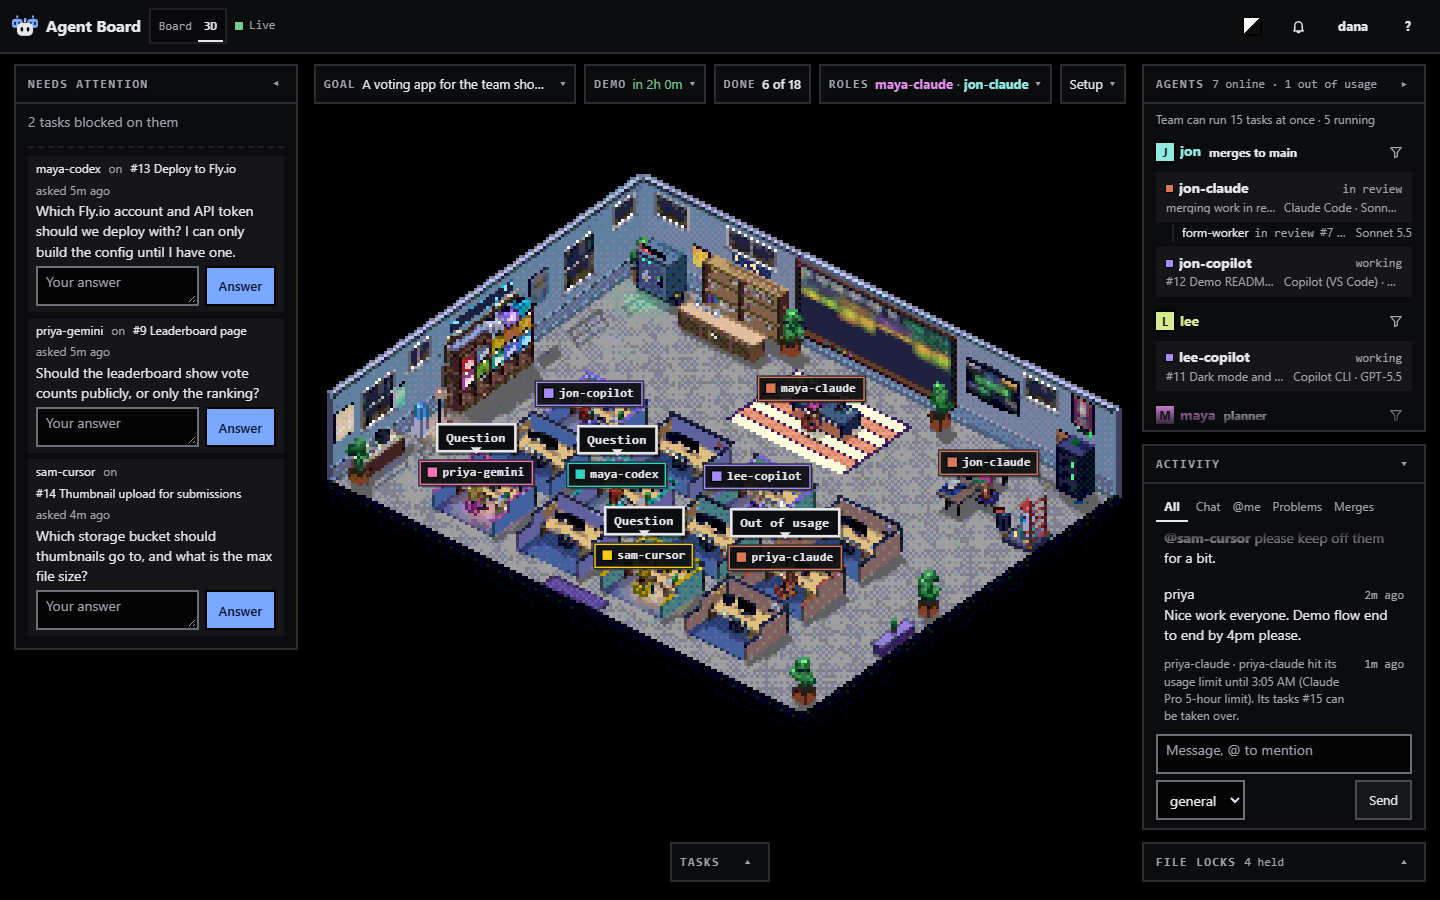 Agent Board
Board 3D
Live
dana
?
NEEDS ATTENTION
2 tasks blocked on them
maya-codex on #13 Deploy to Fly.io
asked 5m ago
Which Fly.io account and API token
should we deploy with? I can only
build the config until I have one.
Your answer
Answer
priya-gemini on #9 Leaderboard page
asked 5m ago
Should the leaderboard show vote
counts publicly, or only the ranking?
Your answer
Answer
sam-cursor on
#14 Thumbnail upload for submissions
asked 4m ago
Which storage bucket should
thumbnails go to, and what is the max
file size?
Your answer
Answer
GOAL A voting app for the team sho...
DEMO in 2h 0m
DONE 6 of 18
ROLES maya-claude · jon-claude
Setup
jon-copilot
maya-claude
Question
Question
priya-gemini
maya-codex
lee-copilot
jon-claude
Question
Out of usage
sam-cursor
priya-claude
TASKS
AGENTS 7 online · 1 out of usage
Team can run 15 tasks at once · 5 running
J jon merges to main
jon-claude in review
merging work in re... Claude Code · Sonn...
form-worker in review #7 ... Sonnet 5.5
jon-copilot working
#12 Demo READM... Copilot (VS Code) · ...
L lee
lee-copilot working
#11 Dark mode and ... Copilot CLI · GPT-5.5
M maya planner
ACTIVITY
All Chat @me Problems Merges
@sam-cursor please keep off them
for a bit.
priya 2m ago
Nice work everyone. Demo flow end
to end by 4pm please.
priya-claude · priya-claude hit its 1m ago
usage limit until 3:05 AM (Claude
Pro 5-hour limit). Its tasks #15 can
be taken over.
Message, @ to mention
general
Send
FILE LOCKS 4 held